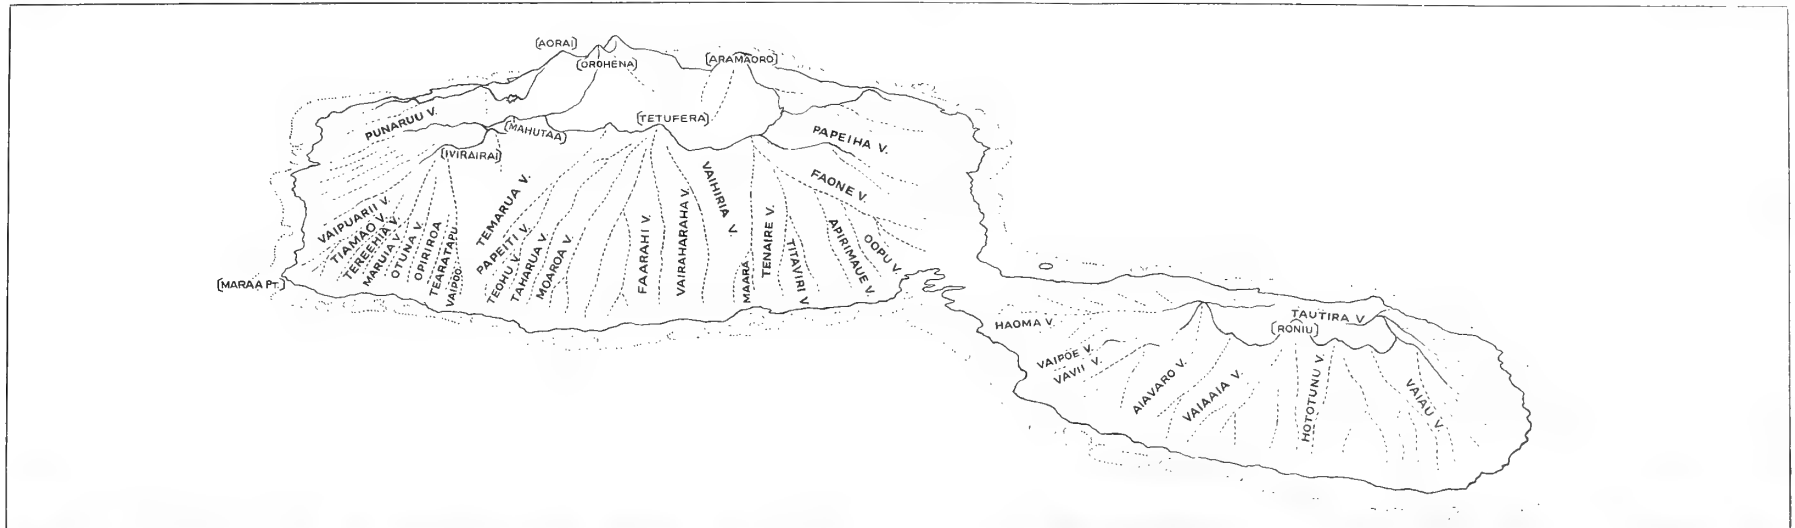 (AORAI)
(OROHENA)
(ARAMAORO)
PUNARUU V.
(MAHUTAA)
(TETUFERA)
PAPEIHA V.
(IVIRAIRAI)
FAONE V.
VAIPUARII V.
TIAMAO V.
TEREEHIA V.
MARUIA V.
OTUNA V.
OPIRIROA
TEARATAPU
VAIPOO
TEMARUA V.
PAPEITI V.
TEOHU V.
TAHARUA V.
MOAROA V.
FAARAHI V.
VAIRAHARAHA V.
VAIHIRIA V.
MAARA
TENAIRE V.
TITAVIRI V
APIRIMAUE V.
OOPU V.
(MARAA PT.)
HAOMA V.
VAIPOE V.
VAVII V.
AIAVARO V.
VAIAAIA V.
TAUTIRA V
(RONIU)
HOTOTUNU V.
VAIAU V.